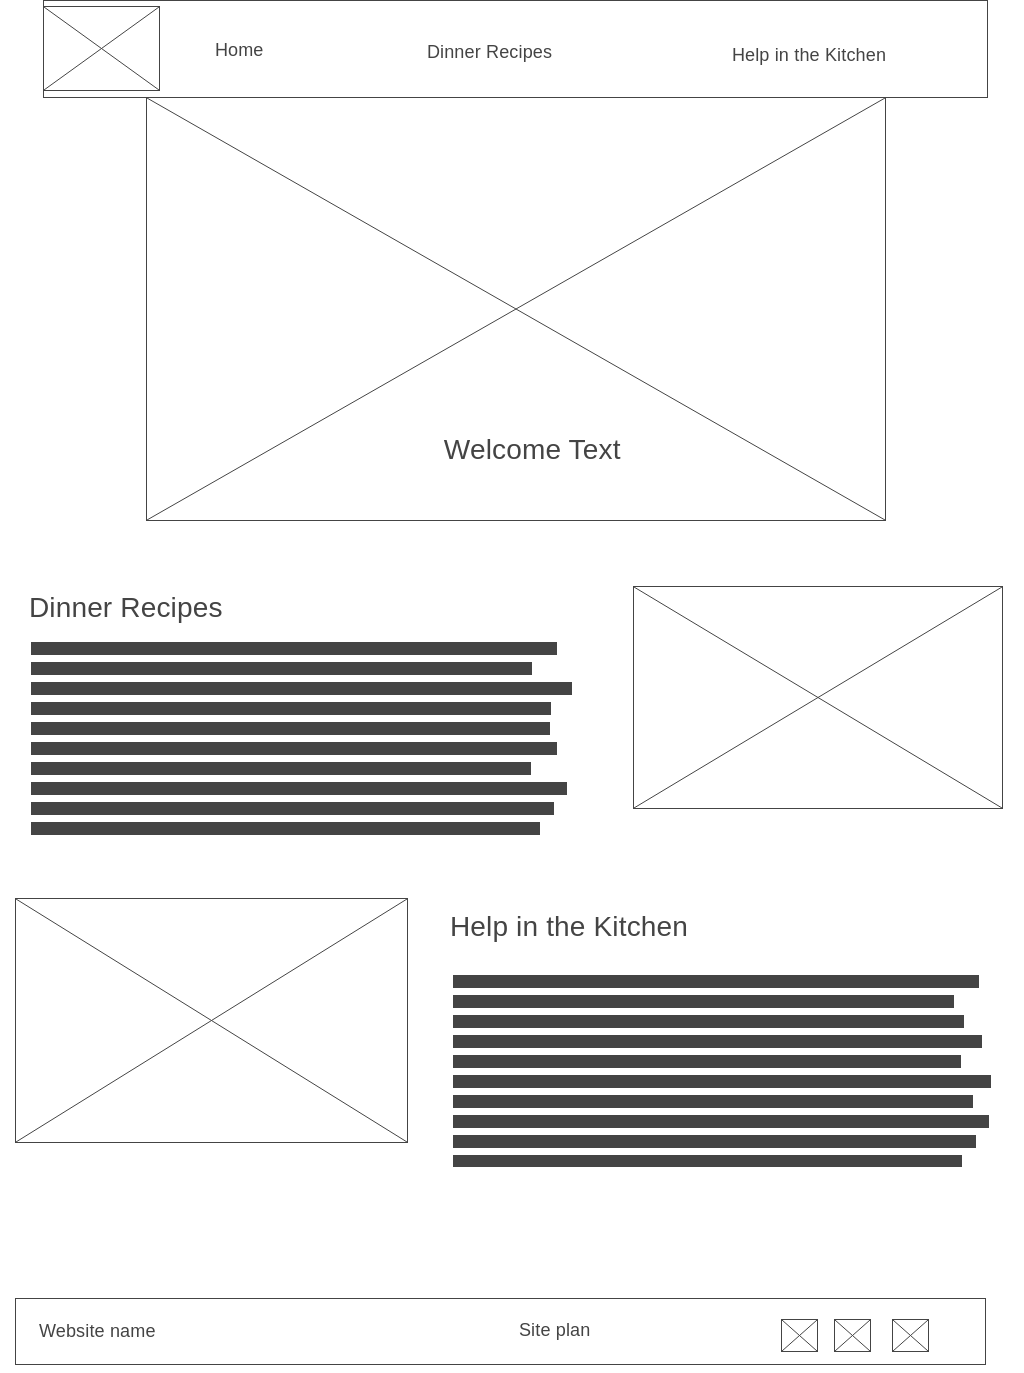 Home
Dinner Recipes
Help in the Kitchen
Welcome Text
Dinner Recipes
Help in the Kitchen
Website name
Site plan